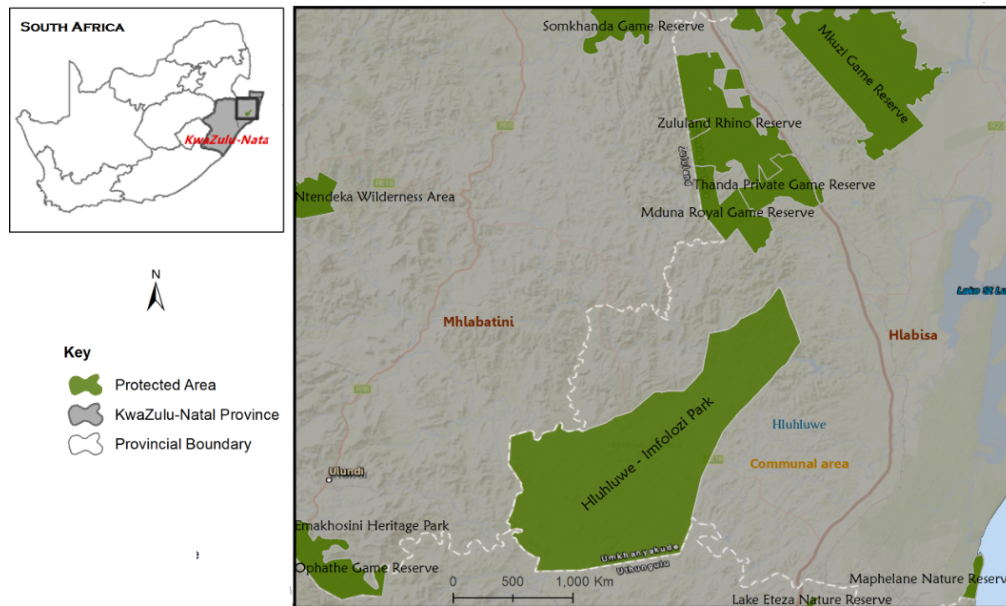 SOUTH AFRICA
KwaZulu-Nata
N
Key
Protected Area
KwaZulu-Natal Province
Provincial Boundary
e
Somkhanda Game Reserve
Mkuzi Game Reserve
Zululand Rhino Reserve
Thanda Private Game Reserve
Ntendeka Wilderness Area
Mduna Royal Game Reserve
Lake St Lu
Mhlabatini
Hlabisa
Hluhluwe - Imfolozi Park
Hluhluwe
Communal area
Ulundi
Emakhosini Heritage Park
Umkhanyakude
Uthungulu
Ophathe Game Reserve
0 500 1,000 Km
Maphelane Nature Reserv
Lake Eteza Nature Reserve